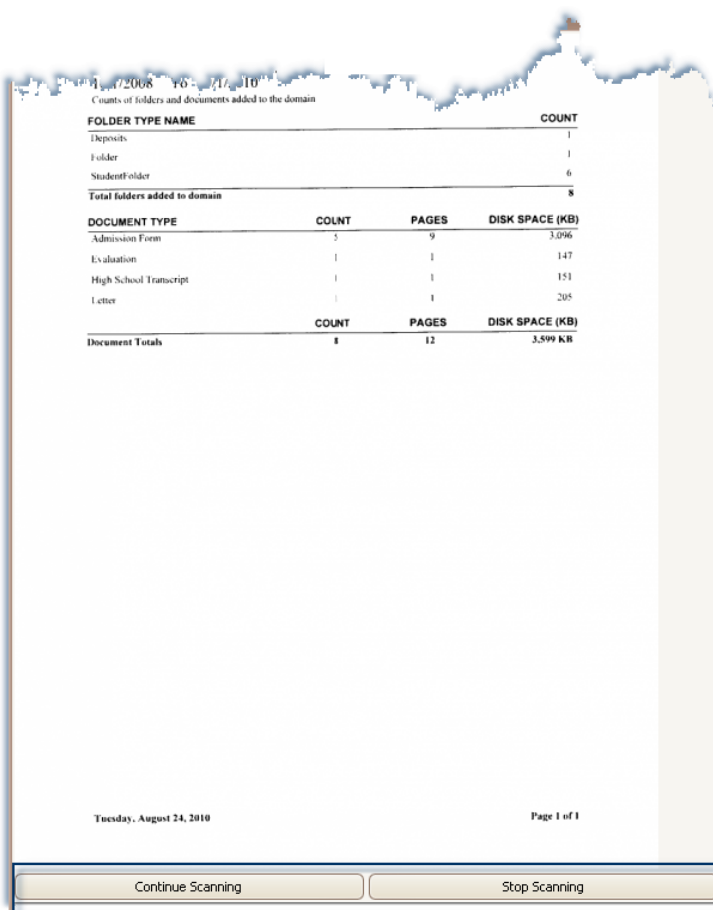 Counts of folders and documents added to the domain
FOLDER TYPE NAME COUNT
Deposits 1
Folder 1
StudentFolder 6
Total folders added to domain 8
DOCUMENT TYPE COUNT PAGES DISK SPACE (KB)
Admission Form 5 9 3,096
Evaluation 1 1 147
High School Transcript 1 1 151
Letter 1 1 205
COUNT PAGES DISK SPACE (KB)
Document Totals 8 12 3,599 KB
Tuesday, August 24, 2010 Page 1 of 1
Continue Scanning Stop Scanning